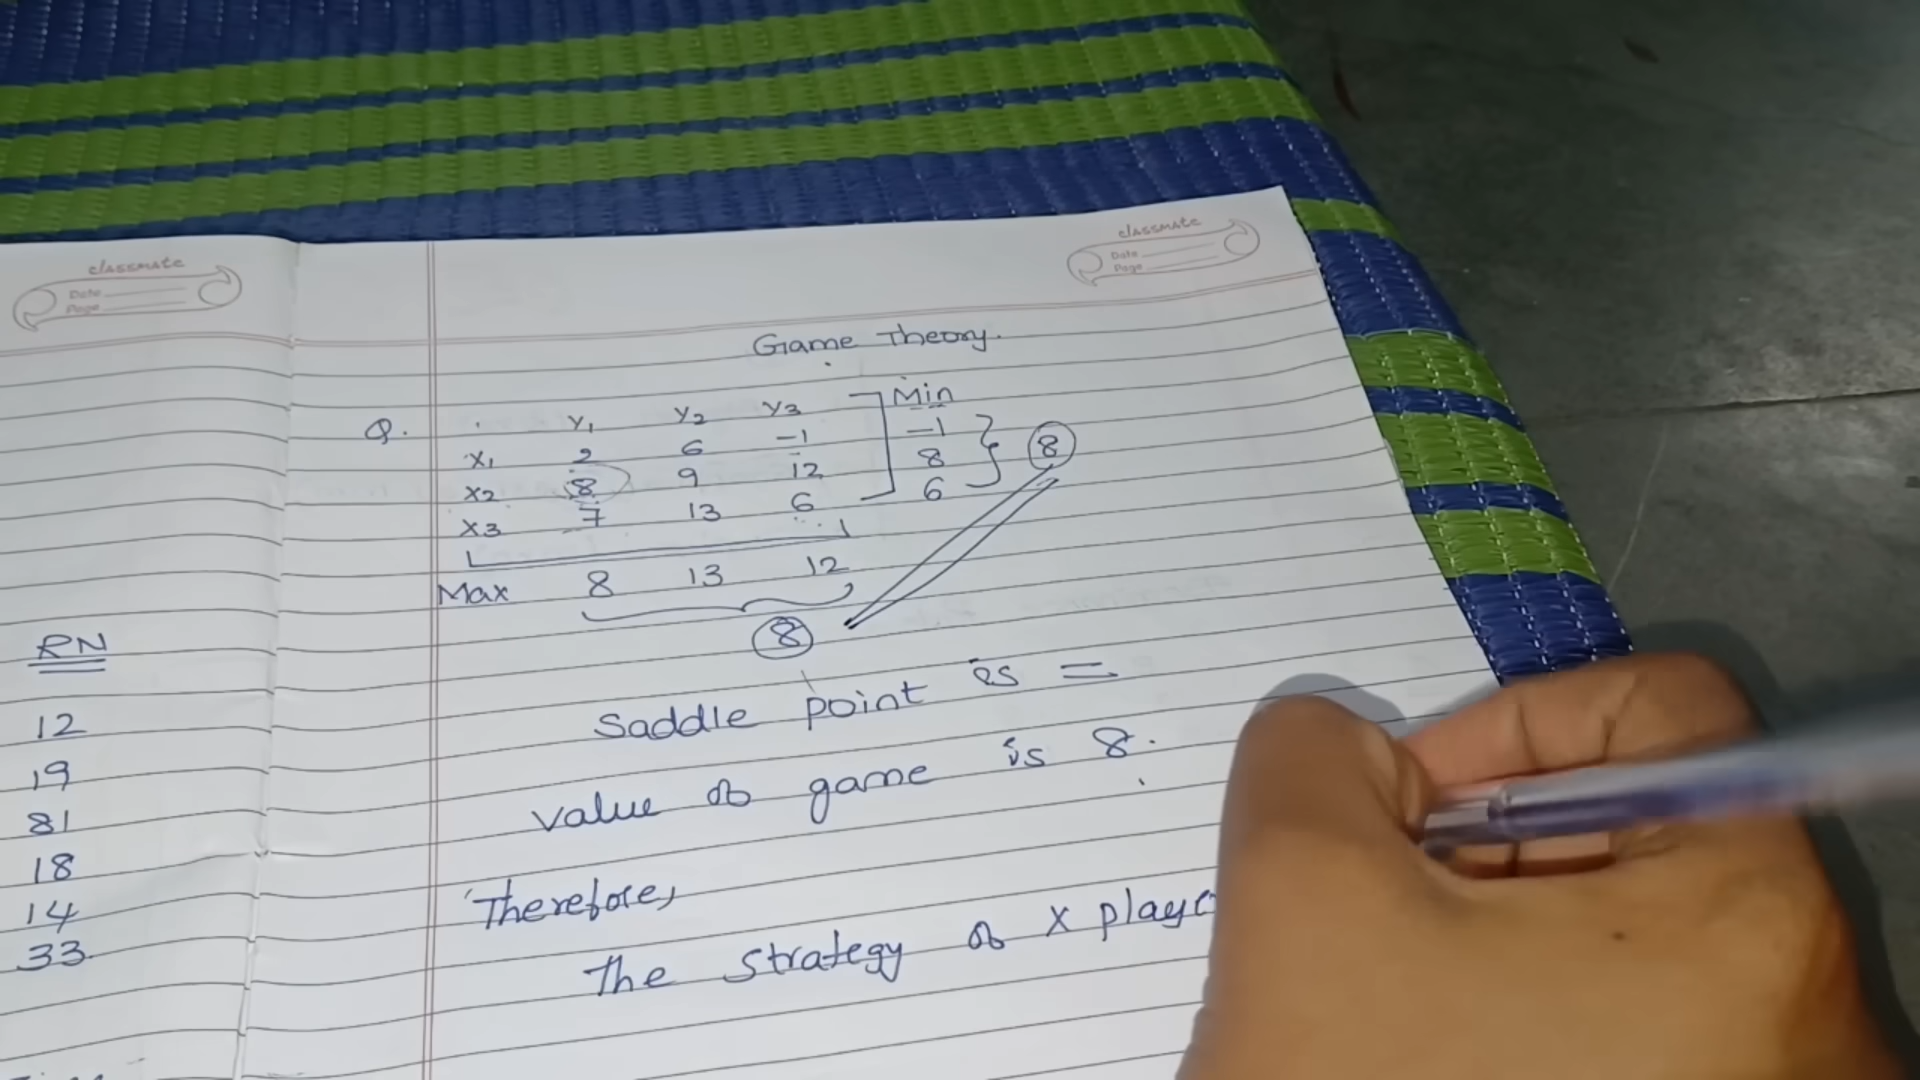 classmate
Date
Page
RN
12
19
81
18
14
33
classmate
Date
Page
Game Theory.
Q. Y1 Y2 Y3 Min
X1 2 6 -1 -1
X2 8 9 12 8 8
X3 7 13 6 6
Max 8 13 12
8
Saddle point is =
value of game is 8.
Therefore,
The strategy of X player